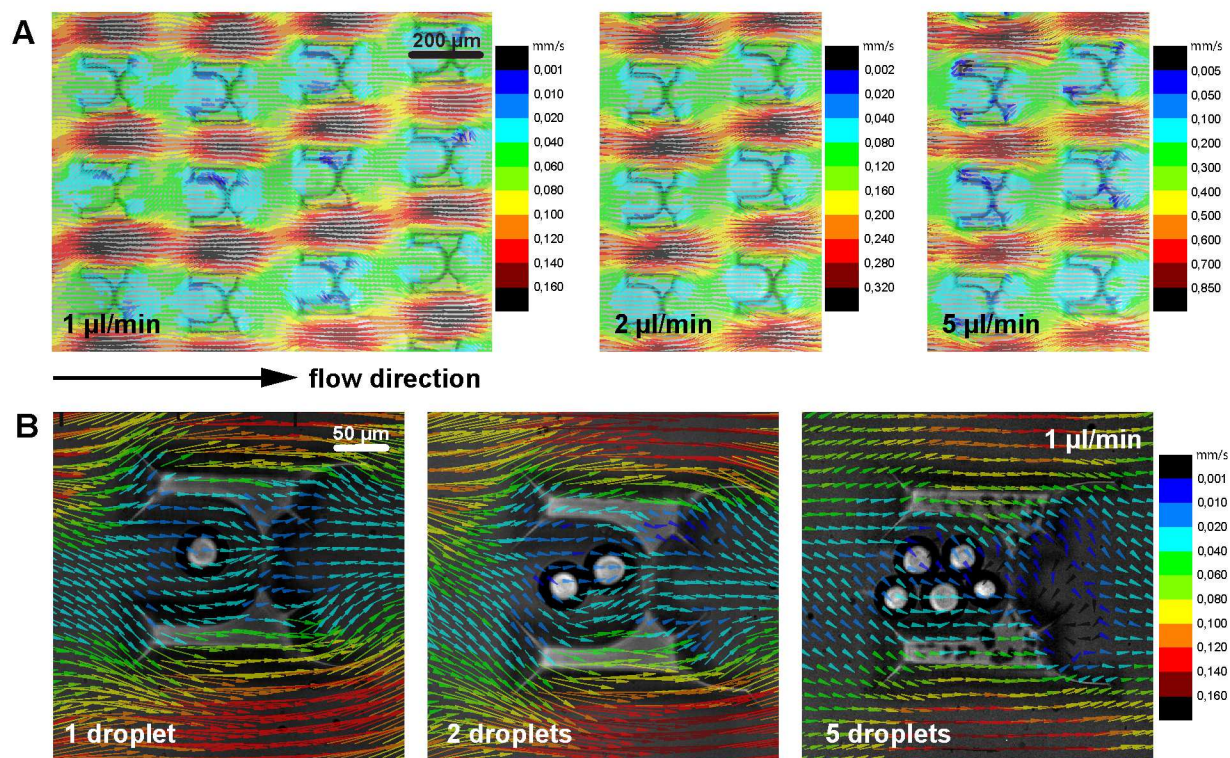 A
200 µm
mm/s
0,001
0,010
0,020
0,040
0,060
0,080
0,100
0,120
0,140
0,160
1 µl/min
mm/s
0,002
0,020
0,040
0,080
0,120
0,160
0,200
0,240
0,280
0,320
2 µl/min
mm/s
0,005
0,050
0,100
0,200
0,300
0,400
0,500
0,600
0,700
0,850
5 µl/min
flow direction
B
50 µm
1 droplet
2 droplets
1 µl/min
5 droplets
mm/s
0,001
0,010
0,020
0,040
0,060
0,080
0,100
0,120
0,140
0,160